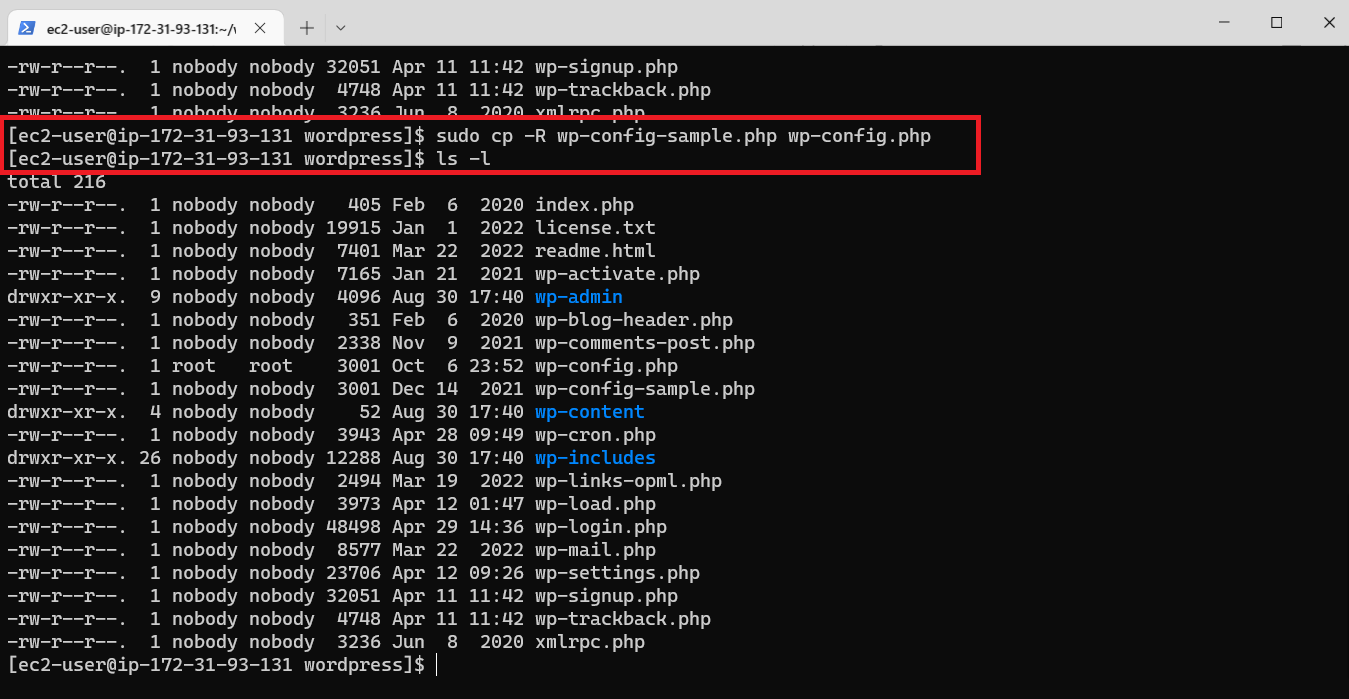 ec2-user@ip-172-31-93-131:~/w
-rw-r--r--.  1 nobody nobody 32051 Apr 11 11:42 wp-signup.php
-rw-r--r--.  1 nobody nobody  4748 Apr 11 11:42 wp-trackback.php
-rw-r--r--.  1 nobody nobody  3236 Jun  8  2020 xmlrpc.php
[ec2-user@ip-172-31-93-131 wordpress]$ sudo cp -R wp-config-sample.php wp-config.php
[ec2-user@ip-172-31-93-131 wordpress]$ ls -l
total 216
-rw-r--r--.  1 nobody nobody   405 Feb  6  2020 index.php
-rw-r--r--.  1 nobody nobody 19915 Jan  1  2022 license.txt
-rw-r--r--.  1 nobody nobody  7401 Mar 22  2022 readme.html
-rw-r--r--.  1 nobody nobody  7165 Jan 21  2021 wp-activate.php
drwxr-xr-x.  9 nobody nobody  4096 Aug 30 17:40 wp-admin
-rw-r--r--.  1 nobody nobody   351 Feb  6  2020 wp-blog-header.php
-rw-r--r--.  1 nobody nobody  2338 Nov  9  2021 wp-comments-post.php
-rw-r--r--.  1 root   root    3001 Oct  6 23:52 wp-config.php
-rw-r--r--.  1 nobody nobody  3001 Dec 14  2021 wp-config-sample.php
drwxr-xr-x.  4 nobody nobody    52 Aug 30 17:40 wp-content
-rw-r--r--.  1 nobody nobody  3943 Apr 28 09:49 wp-cron.php
drwxr-xr-x. 26 nobody nobody 12288 Aug 30 17:40 wp-includes
-rw-r--r--.  1 nobody nobody  2494 Mar 19  2022 wp-links-opml.php
-rw-r--r--.  1 nobody nobody  3973 Apr 12 01:47 wp-load.php
-rw-r--r--.  1 nobody nobody 48498 Apr 29 14:36 wp-login.php
-rw-r--r--.  1 nobody nobody  8577 Mar 22  2022 wp-mail.php
-rw-r--r--.  1 nobody nobody 23706 Apr 12 09:26 wp-settings.php
-rw-r--r--.  1 nobody nobody 32051 Apr 11 11:42 wp-signup.php
-rw-r--r--.  1 nobody nobody  4748 Apr 11 11:42 wp-trackback.php
-rw-r--r--.  1 nobody nobody  3236 Jun  8  2020 xmlrpc.php
[ec2-user@ip-172-31-93-131 wordpress]$